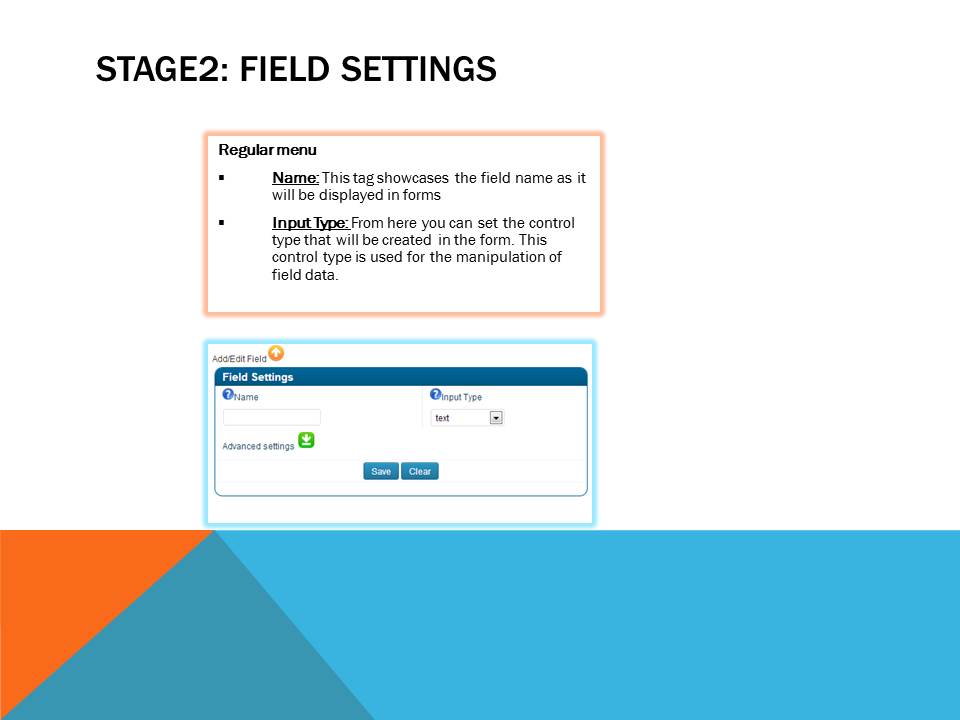 STAGE2: FIELD SETTINGS
Regular menu
▪ Name: This tag showcases the field name as it
will be displayed in forms
▪ Input Type: From here you can set the control
type that will be created in the form. This
control type is used for the manipulation of
field data.
Add/Edit Field
Field Settings
Name
Input Type
text
Advanced settings
Save Clear